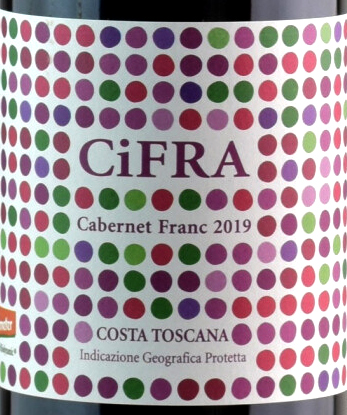 CiFRA
Cabernet Franc 2019
COSTA TOSCANA
Indicazione Geografica Protetta